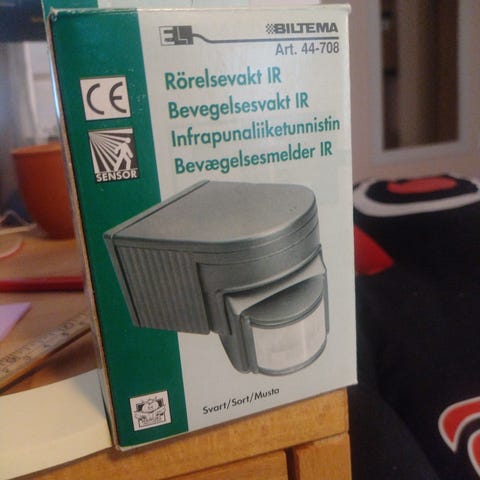 EL BILTEMA
Art. 44-708
Rörelsevakt IR
Bevegelsesvakt IR
Infrapunaliiketunnistin
Bevægelsesmelder IR
CE
SENSOR
Svart/Sort/Musta